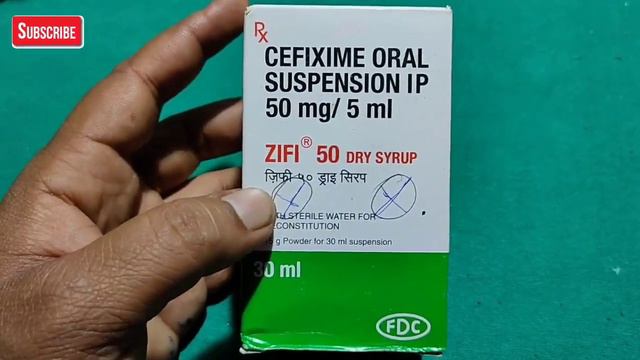 SUBSCRIBE
Rx
CEFIXIME ORAL
SUSPENSION IP
50 mg/ 5 ml
ZIFI® 50 DRY SYRUP
ज़िफी ५० ड्राइ सिरप
STERILE WATER FOR
g Powder for 30 ml suspension
30 ml
FDC